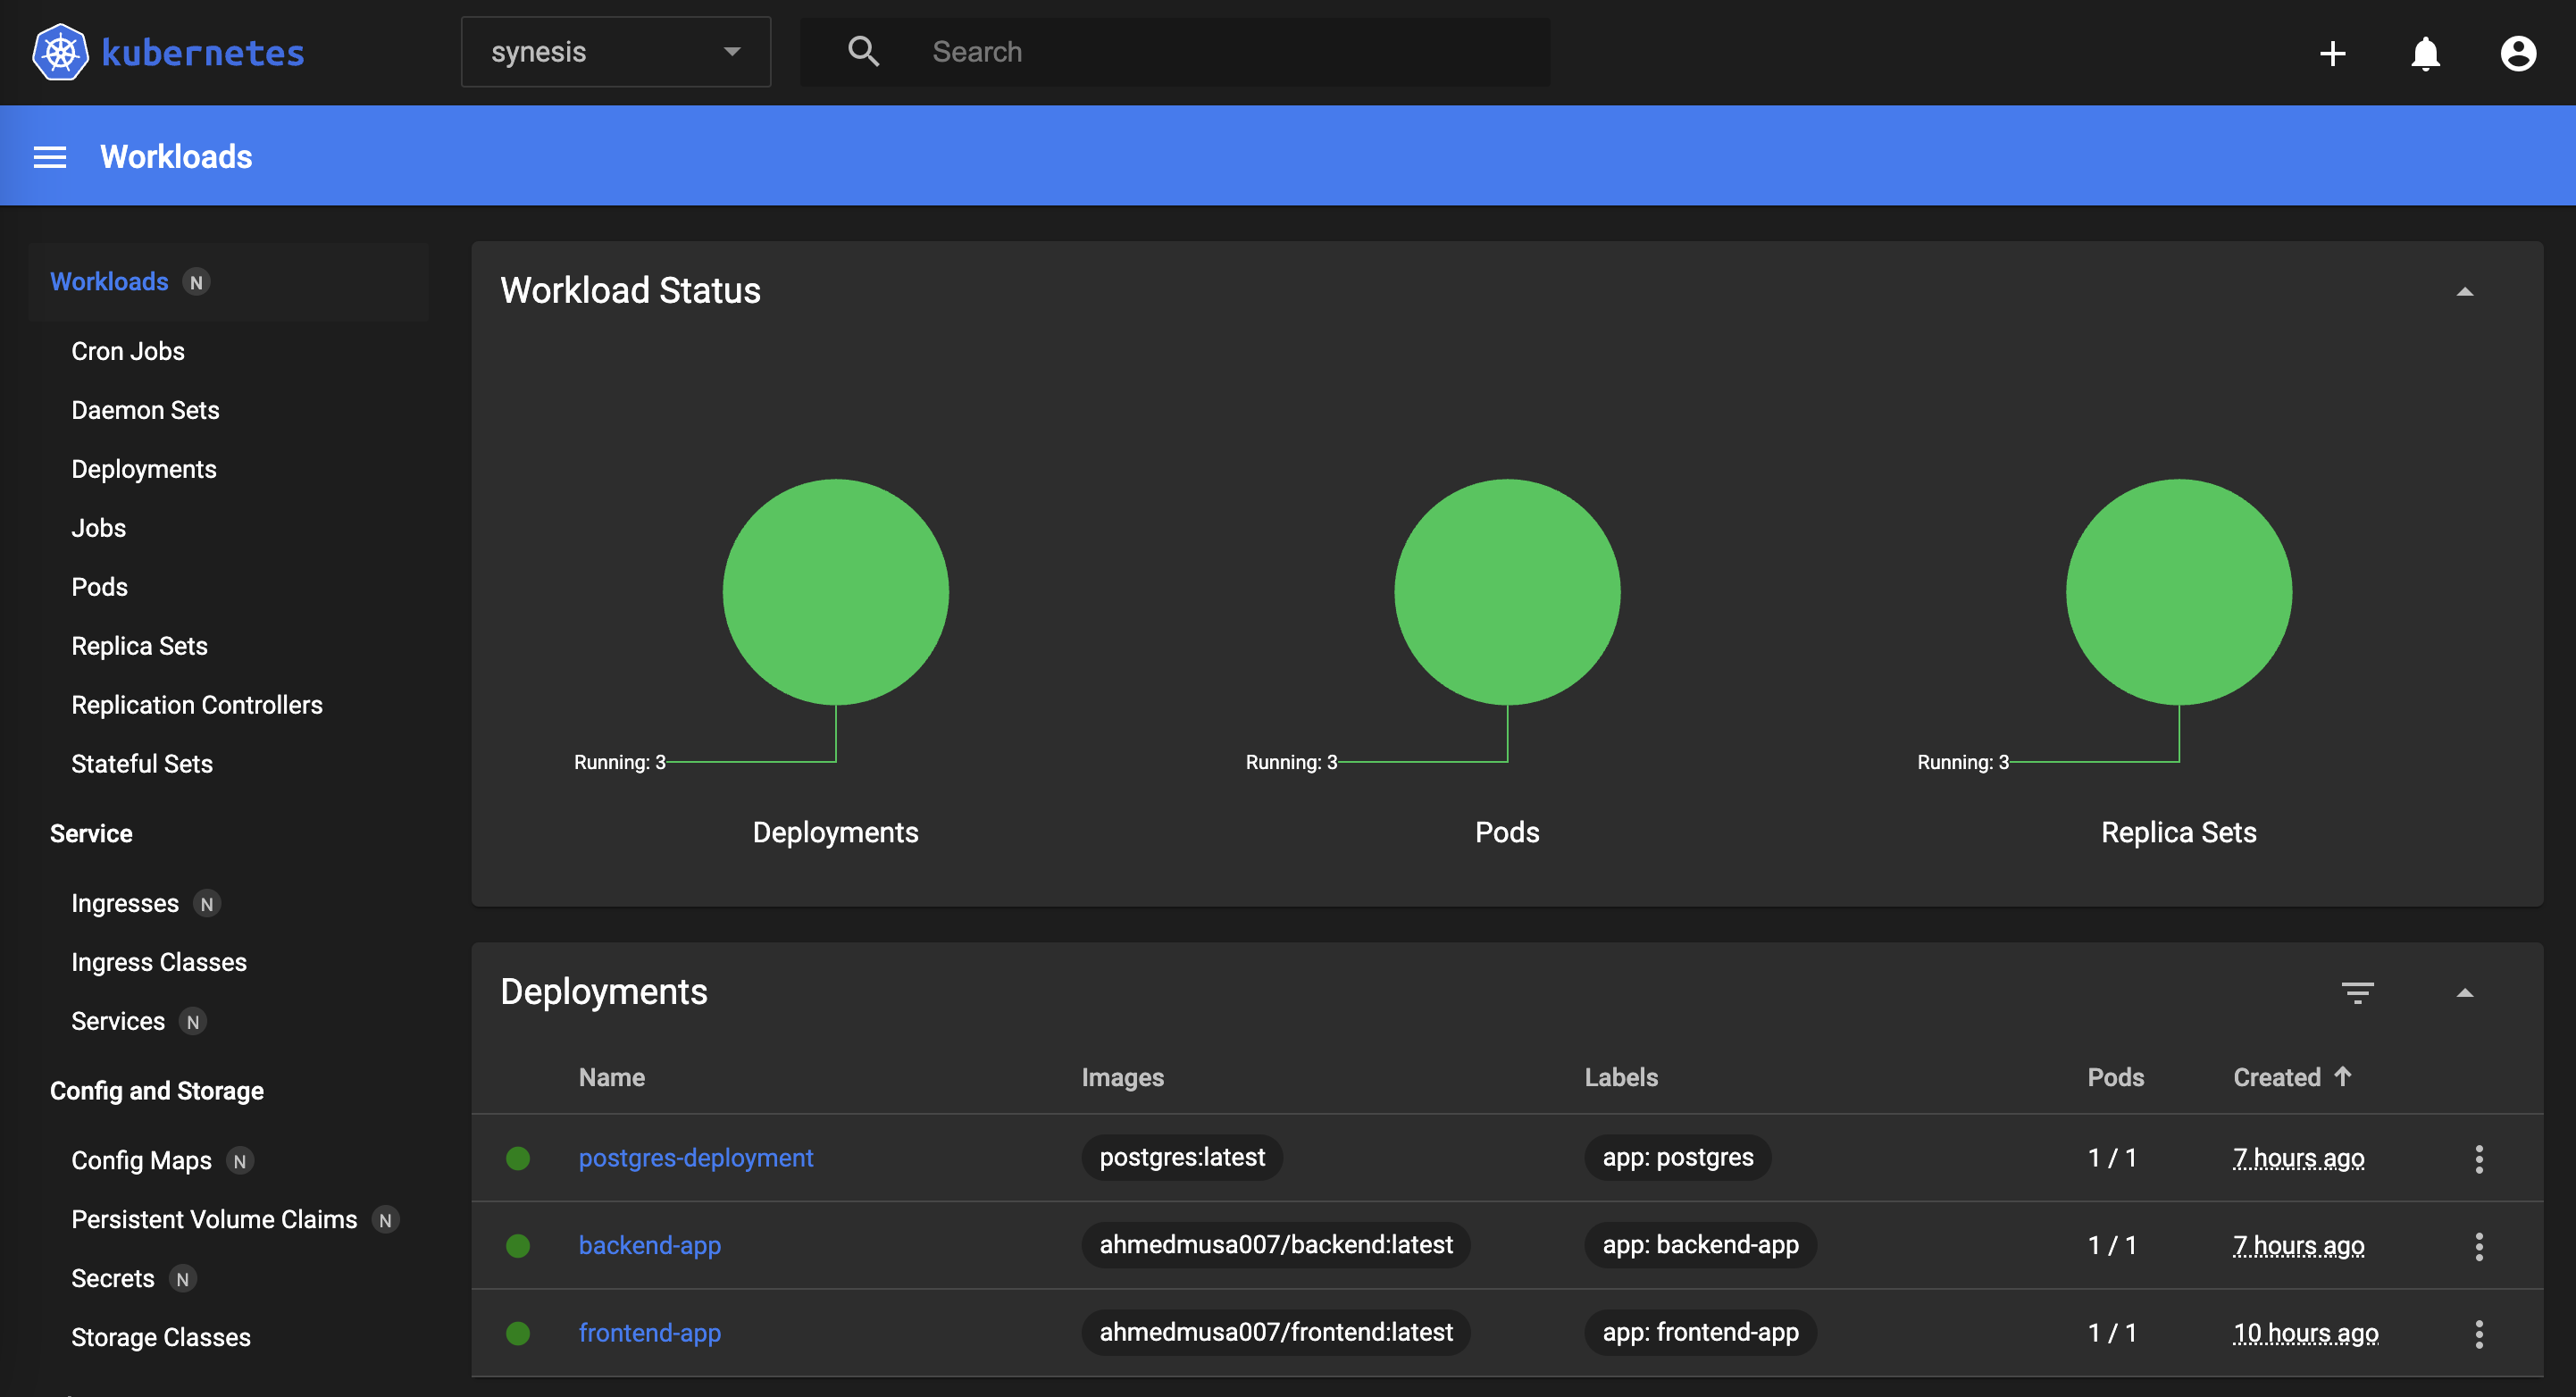 kubernetes
synesis
Search
Workloads
Workloads N
Cron Jobs
Daemon Sets
Deployments
Jobs
Pods
Replica Sets
Replication Controllers
Stateful Sets
Service
Ingresses N
Ingress Classes
Services N
Config and Storage
Config Maps N
Persistent Volume Claims N
Secrets N
Storage Classes
Workload Status
Running: 3
Deployments
Running: 3
Pods
Running: 3
Replica Sets
Deployments
Name Images Labels Pods Created
postgres-deployment postgres:latest app: postgres 1 / 1 7 hours ago
backend-app ahmedmusa007/backend:latest app: backend-app 1 / 1 7 hours ago
frontend-app ahmedmusa007/frontend:latest app: frontend-app 1 / 1 10 hours ago